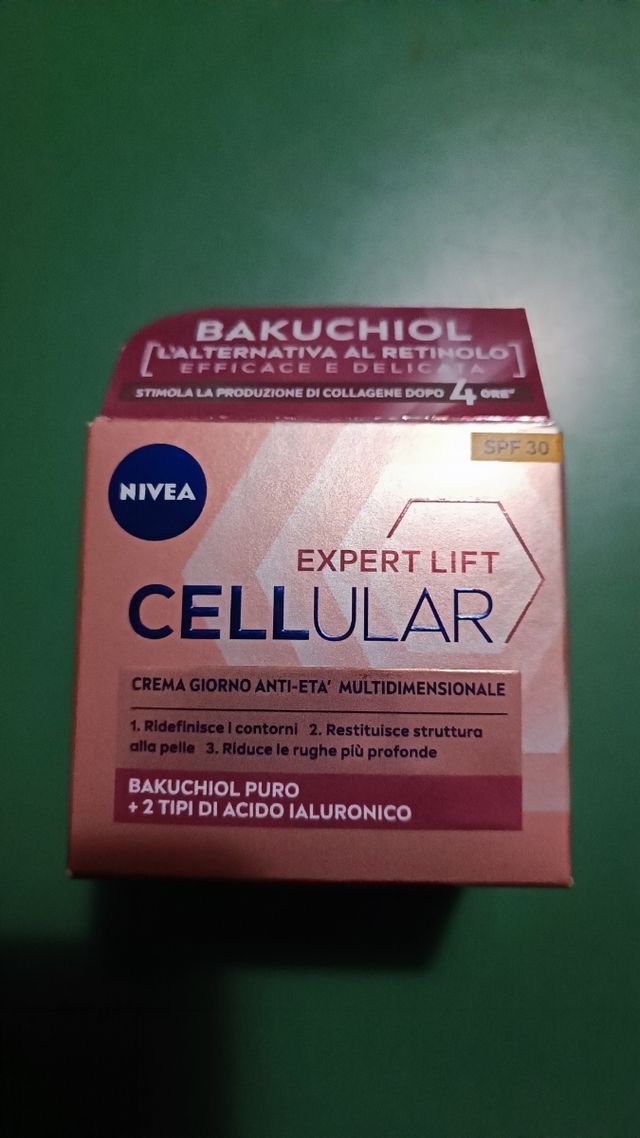 BAKUCHIOL
[L'ALTERNATIVA AL RETINOLO]
EFFICACE E DELICATA
STIMOLA LA PRODUZIONE DI COLLAGENE DOPO 4 ORE*
SPF 30
NIVEA
EXPERT LIFT
CELLULAR
CREMA GIORNO ANTI-ETA' MULTIDIMENSIONALE
1. Ridefinisce i contorni 2. Restituisce struttura
alla pelle 3. Riduce le rughe più profonde
BAKUCHIOL PURO
+ 2 TIPI DI ACIDO IALURONICO